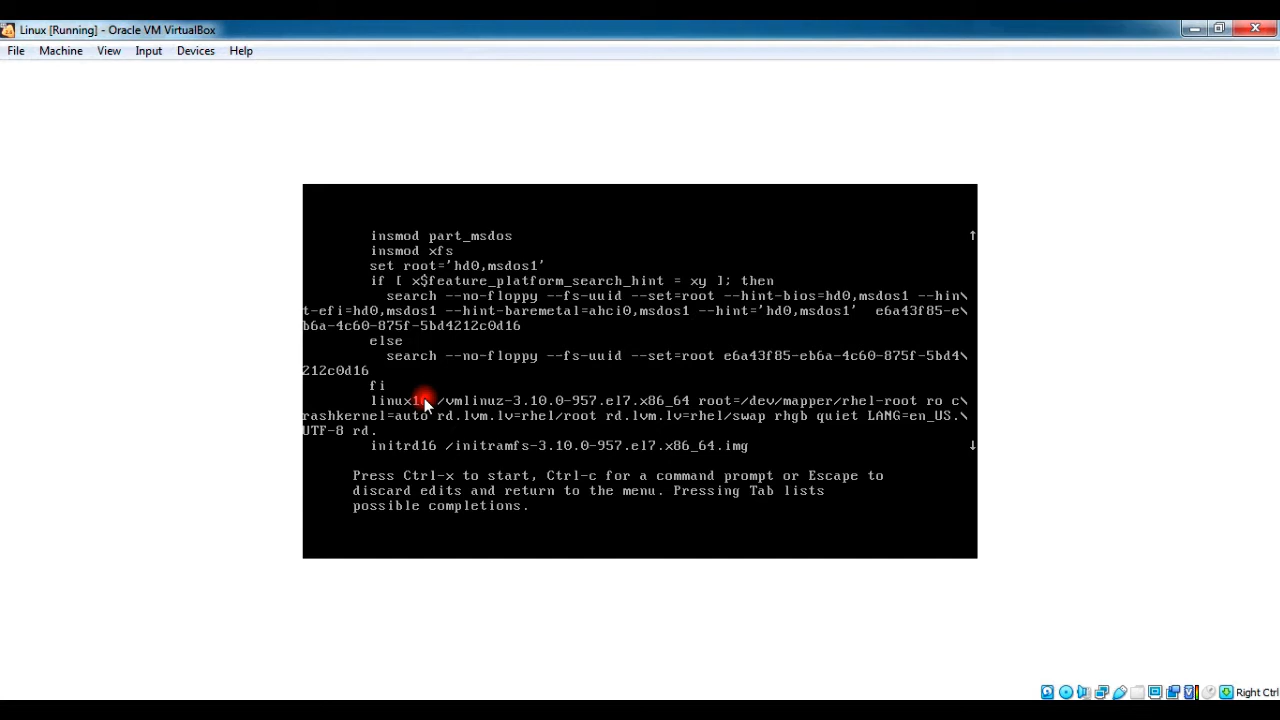 Linux [Running] - Oracle VM VirtualBox
File Machine View Input Devices Help
insmod part_msdos
insmod xfs
set root='hd0,msdos1'
if [ x$feature_platform_search_hint = xy ]; then
search --no-floppy --fs-uuid --set=root --hint-bios=hd0,msdos1 --hin\
t-efi=hd0,msdos1 --hint-baremetal=ahci0,msdos1 --hint='hd0,msdos1'  e6a43f85-e\
b6a-4c60-875f-5bd4212c0d16
else
search --no-floppy --fs-uuid --set=root e6a43f85-eb6a-4c60-875f-5bd4\
212c0d16
fi
linux16 /vmlinuz-3.10.0-957.el7.x86_64 root=/dev/mapper/rhel-root ro c\
rashkernel=auto rd.lvm.lv=rhel/root rd.lvm.lv=rhel/swap rhgb quiet LANG=en_US.\
UTF-8 rd.
initrd16 /initramfs-3.10.0-957.el7.x86_64.img
Press Ctrl-x to start, Ctrl-c for a command prompt or Escape to
discard edits and return to the menu. Pressing Tab lists
possible completions.
Right Ctrl